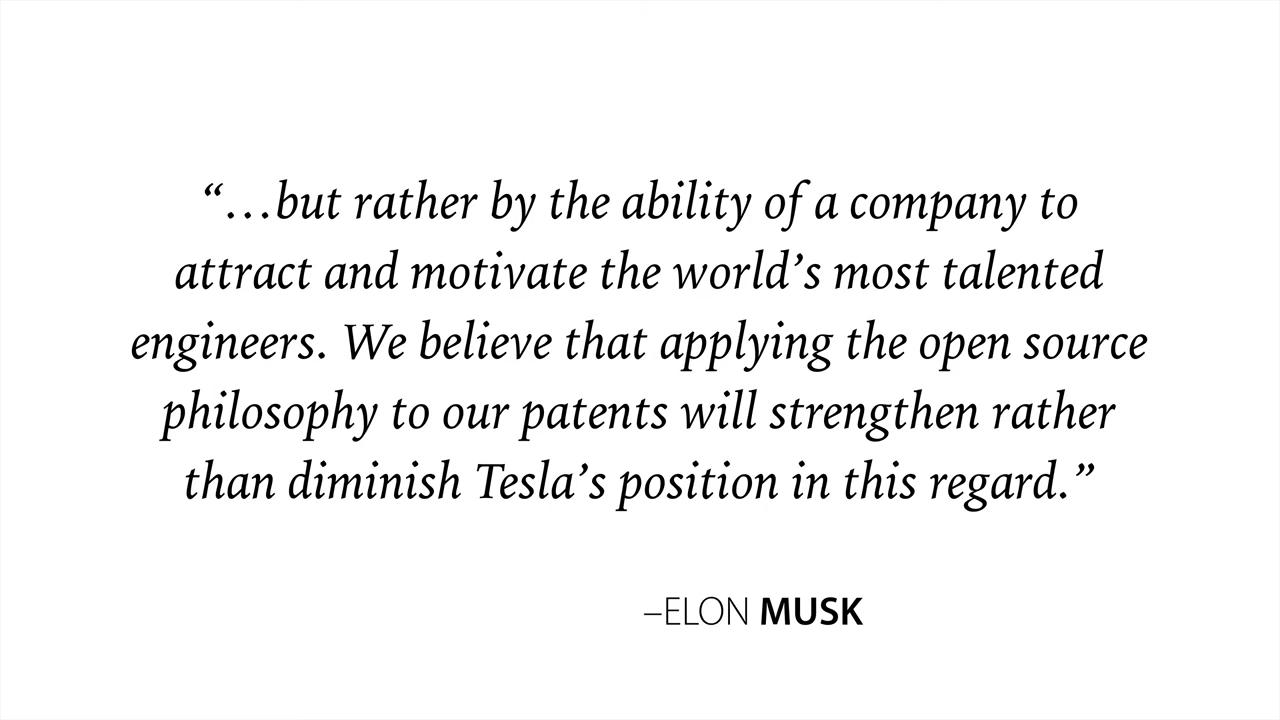 “…but rather by the ability of a company to
attract and motivate the world’s most talented
engineers. We believe that applying the open source
philosophy to our patents will strengthen rather
than diminish Tesla’s position in this regard.”
–ELON MUSK